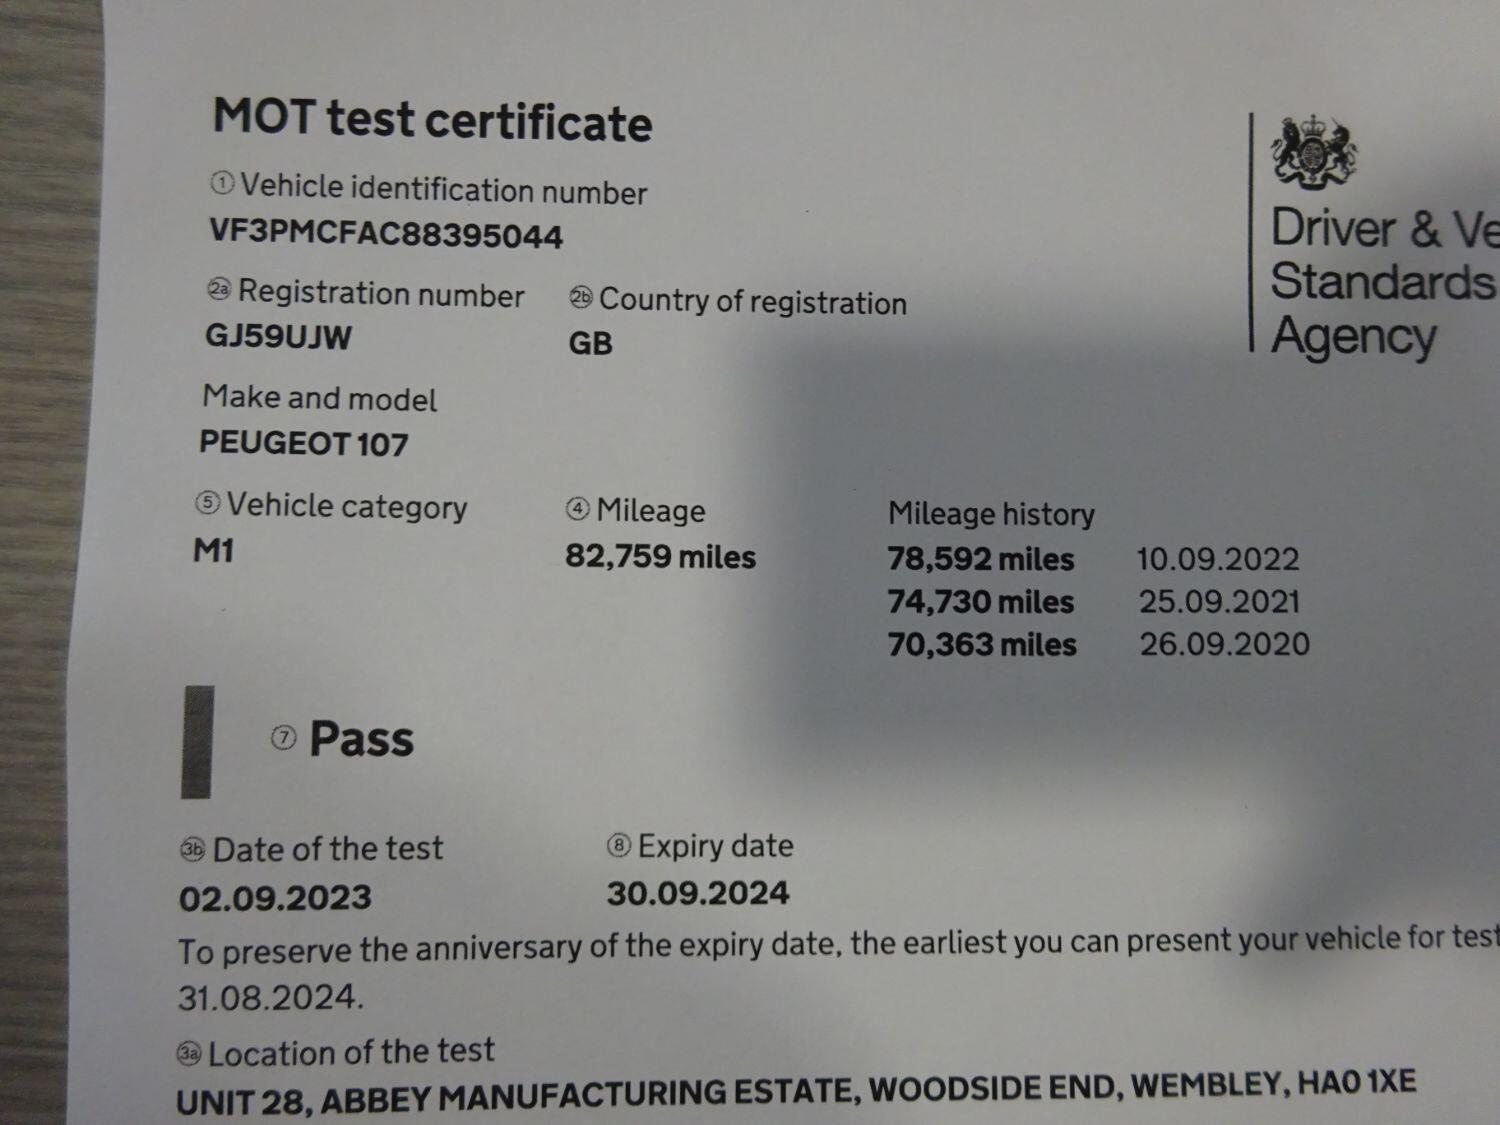 MOT test certificate
① Vehicle identification number
VF3PMCFAC88395044
2a Registration number 2b Country of registration
GJ59UJW GB
Make and model
PEUGEOT 107
⑤ Vehicle category ④ Mileage Mileage history
M1 82,759 miles 78,592 miles 10.09.2022
74,730 miles 25.09.2021
70,363 miles 26.09.2020
⑦ Pass
3b Date of the test ⑧ Expiry date
02.09.2023 30.09.2024
To preserve the anniversary of the expiry date, the earliest you can present your vehicle for test
31.08.2024.
3a Location of the test
UNIT 28, ABBEY MANUFACTURING ESTATE, WOODSIDE END, WEMBLEY, HA0 1XE
Driver & Ve
Standards
Agency